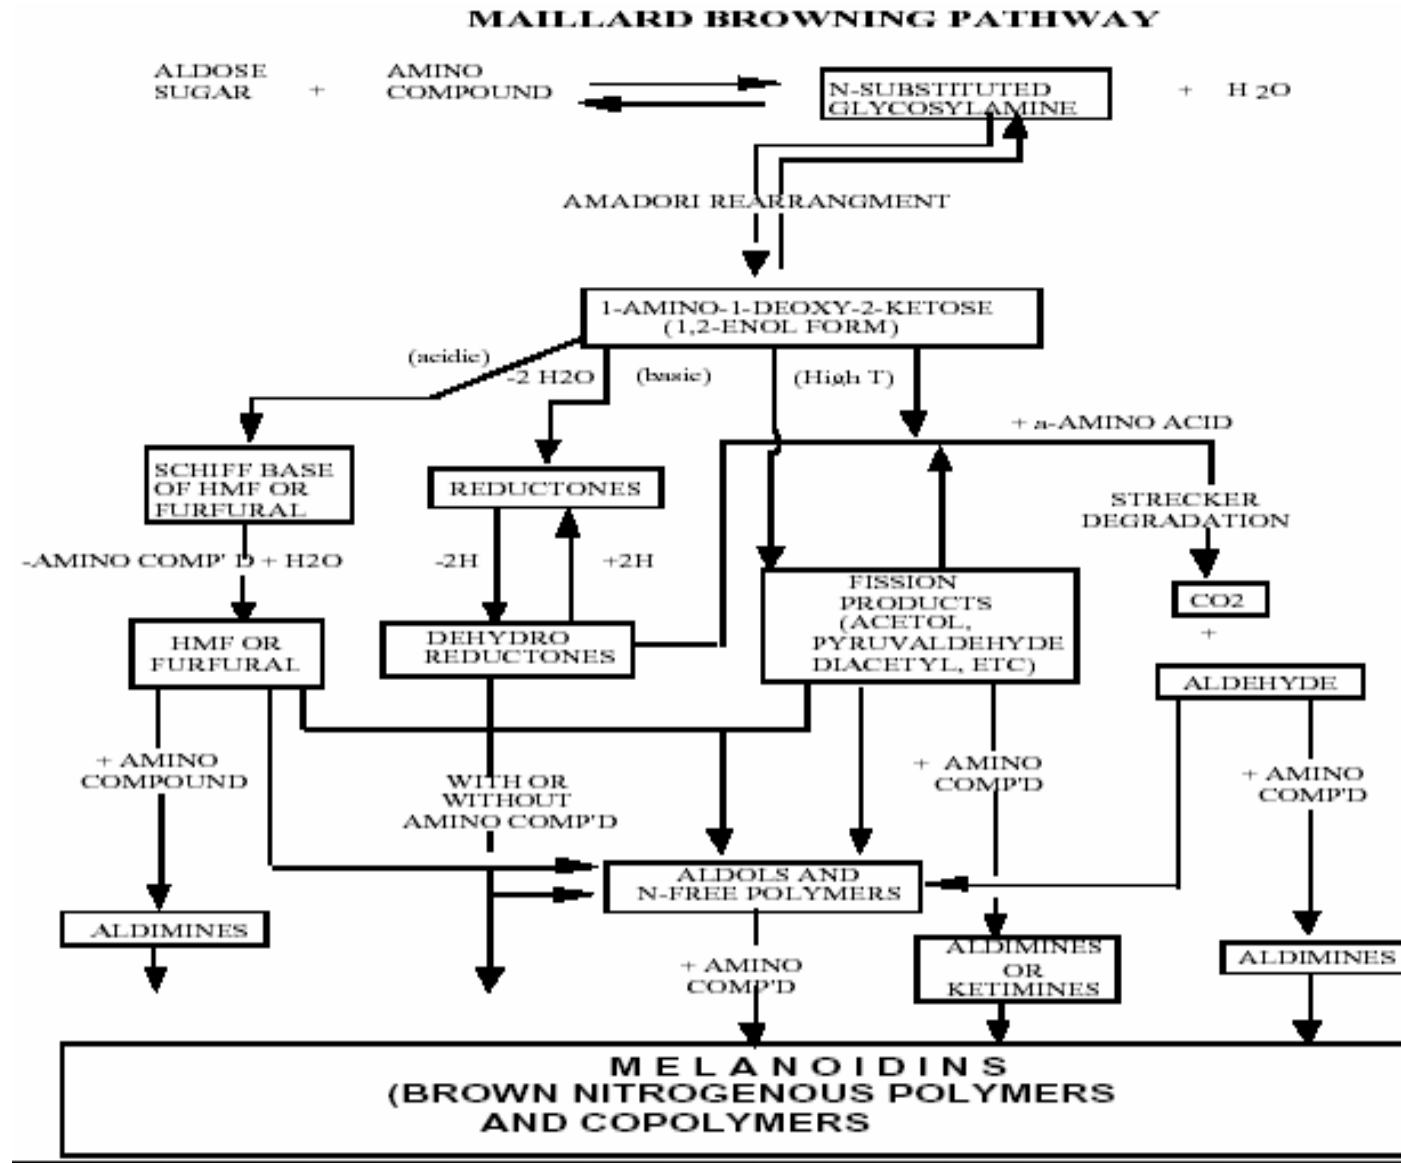 MAILLARD BROWNING PATHWAY
ALDOSE
SUGAR
+
AMINO
COMPOUND
N-SUBSTITUTED
GLYCOSYLAMINE
+ H 2O
AMADORI REARRANGMENT
1-AMINO-1-DEOXY-2-KETOSE
(1,2-ENOL FORM)
(acidic)
-2 H2O
(basic)
(High T)
+ a-AMINO ACID
SCHIFF BASE
OF HMF OR
FURFURAL
REDUCTONES
STRECKER
DEGRADATION
-AMINO COMP' D + H2O
-2H
+2H
FISSION
PRODUCTS
(ACETOL,
PYRUVALDEHYDE
DIACETYL, ETC)
CO2
+
HMF OR
FURFURAL
DEHYDRO
REDUCTONES
ALDEHYDE
+ AMINO
COMPOUND
WITH OR
WITHOUT
AMINO COMP'D
+ AMINO
COMP'D
+ AMINO
COMP'D
ALDOLS AND
N-FREE POLYMERS
ALDIMINES
+ AMINO
COMP'D
ALDIMINES
OR
KETIMINES
ALDIMINES
M E L A N O I D I N S
(BROWN NITROGENOUS POLYMERS
AND COPOLYMERS